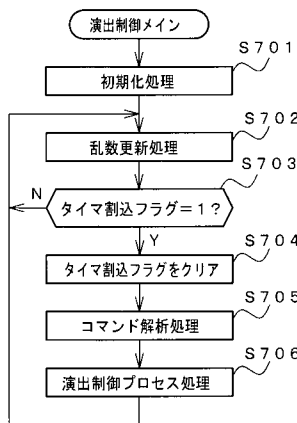 演出制御メイン
S701
初期化処理
S702
乱数更新処理
S703
N
タイマ割込フラグ=1?
Y
S704
タイマ割込フラグをクリア
S705
コマンド解析処理
S706
演出制御プロセス処理